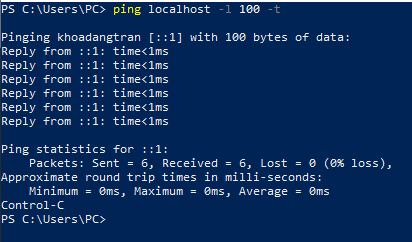 PS C:\Users\PC> ping localhost -l 100 -t
Pinging khoadangtran [::1] with 100 bytes of data:
Reply from ::1: time<1ms
Reply from ::1: time<1ms
Reply from ::1: time<1ms
Reply from ::1: time<1ms
Reply from ::1: time<1ms
Reply from ::1: time<1ms
Ping statistics for ::1:
    Packets: Sent = 6, Received = 6, Lost = 0 (0% loss),
Approximate round trip times in milli-seconds:
    Minimum = 0ms, Maximum = 0ms, Average = 0ms
Control-C
PS C:\Users\PC>